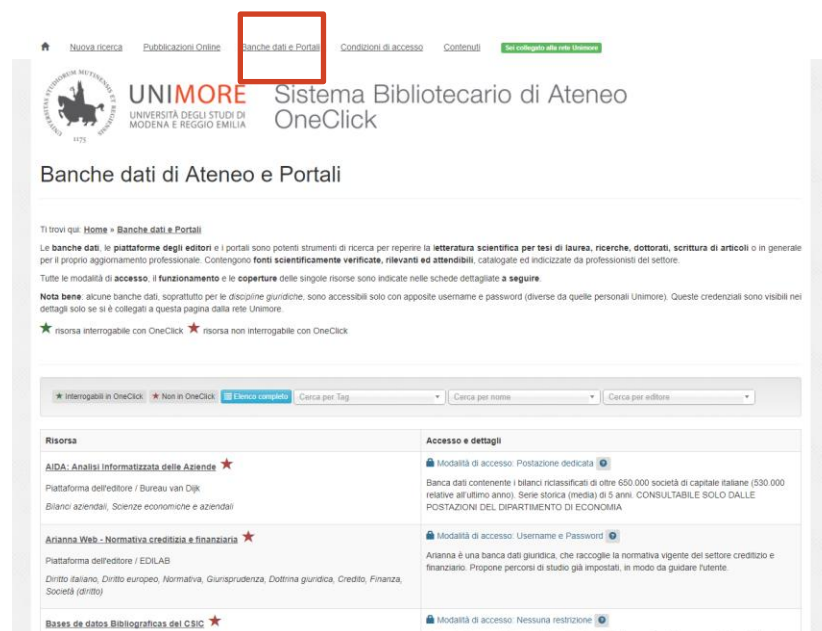 Nuova ricerca Pubblicazioni Online Banche dati e Portali Condizioni di accesso Contenuti Sei collegato alla rete Unimore
UNIMORE
UNIVERSITÀ DEGLI STUDI DI
MODENA E REGGIO EMILIA
1175
Sistema Bibliotecario di Ateneo
OneClick
Banche dati di Ateneo e Portali
Ti trovi qui: Home » Banche dati e Portali
Le banche dati, le piattaforme degli editori e i portali sono potenti strumenti di ricerca per reperire la letteratura scientifica per tesi di laurea, ricerche, dottorati, scrittura di articoli o in generale
per il proprio aggiornamento professionale. Contengono fonti scientificamente verificate, rilevanti ed attendibili, catalogate ed indicizzate da professionisti del settore.
Tutte le modalità di accesso, il funzionamento e le coperture delle singole risorse sono indicate nelle schede dettagliate a seguire.
Nota bene: alcune banche dati, soprattutto per le discipline giuridiche, sono accessibili solo con apposite username e password (diverse da quelle personali Unimore). Queste credenziali sono visibili nei
dettagli solo se si è collegati a questa pagina dalla rete Unimore.
risorsa interrogabile con OneClick risorsa non interrogabile con OneClick
Interrogabili in OneClick Non in OneClick Elenco completo Cerca per Tag Cerca per nome Cerca per editore
Risorsa Accesso e dettagli
AIDA: Analisi Informatizzata delle Aziende
Piattaforma dell'editore / Bureau van Dijk
Bilanci aziendali, Scienze economiche e aziendali
Modalità di accesso: Postazione dedicata
Banca dati contenente i bilanci riclassificati di oltre 650.000 società di capitale italiane (530.000
relative all'ultimo anno). Serie storica (media) di 5 anni. CONSULTABILE SOLO DALLE
POSTAZIONI DEL DIPARTIMENTO DI ECONOMIA
Arianna Web - Normativa creditizia e finanziaria
Piattaforma dell'editore / EDILAB
Diritto italiano, Diritto europeo, Normativa, Giurisprudenza, Dottrina giuridica, Credito, Finanza,
Società (diritto)
Modalità di accesso: Username e Password
Arianna è una banca dati giuridica, che raccoglie la normativa vigente del settore creditizio e
finanziario. Propone percorsi di studio già impostati, in modo da guidare l'utente.
Bases de datos Bibliograficas del CSIC
Modalità di accesso: Nessuna restrizione